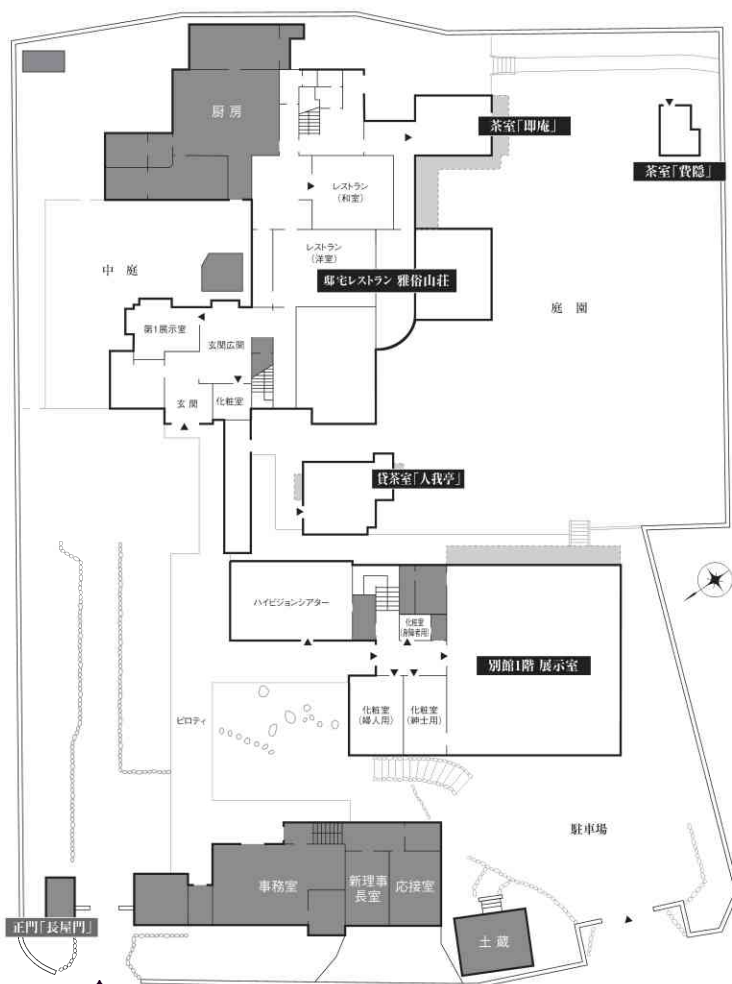 厨房
茶室「即庵」
茶室「費隠」
レストラン
(和室)
レストラン
(洋室)
邸宅レストラン 雅俗山荘
中庭
庭園
第1展示室
玄関広間
玄関
化粧室
貸茶室「人我亭」
ハイビジョンシアター
化粧室
(身障者用)
別館1階 展示室
化粧室
(婦人用)
化粧室
(紳士用)
ピロティ
駐車場
事務室
新理事
長室
応接室
正門「長屋門」
土蔵